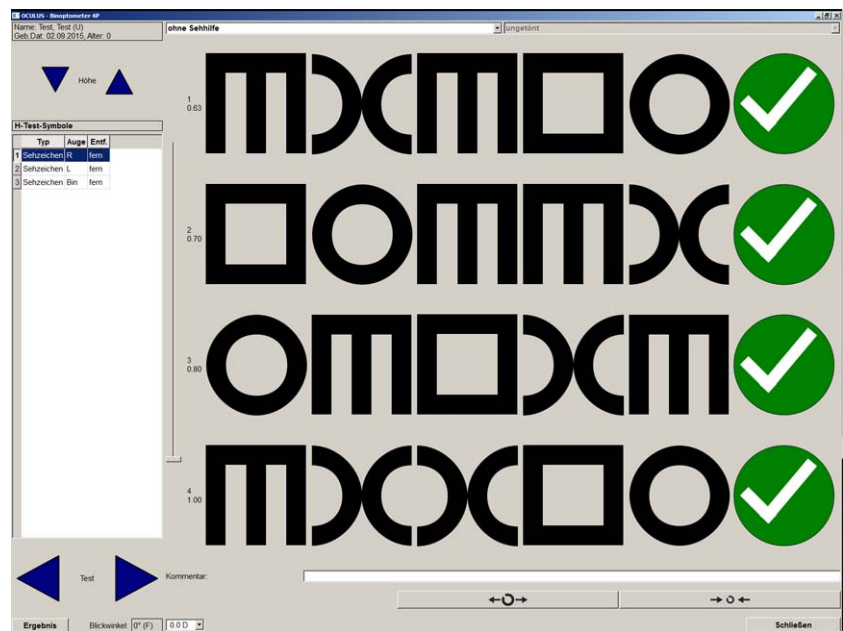 OCULUS - Binoptometer 4P
Name: Test, Test (U)
Geb.Dat: 02.09.2015, Alter: 0
ohne Sehhilfe
ungetönt
Höhe
H-Test-Symbole
Typ Auge Entf.
1 Sehzeichen R fern
2 Sehzeichen L fern
3 Sehzeichen Bin fern
1
0.63
2
0.70
3
0.80
4
1.00
Test
Kommentar:
Ergebnis
Blickwinkel: 0° (F)
0.0 D
Schließen